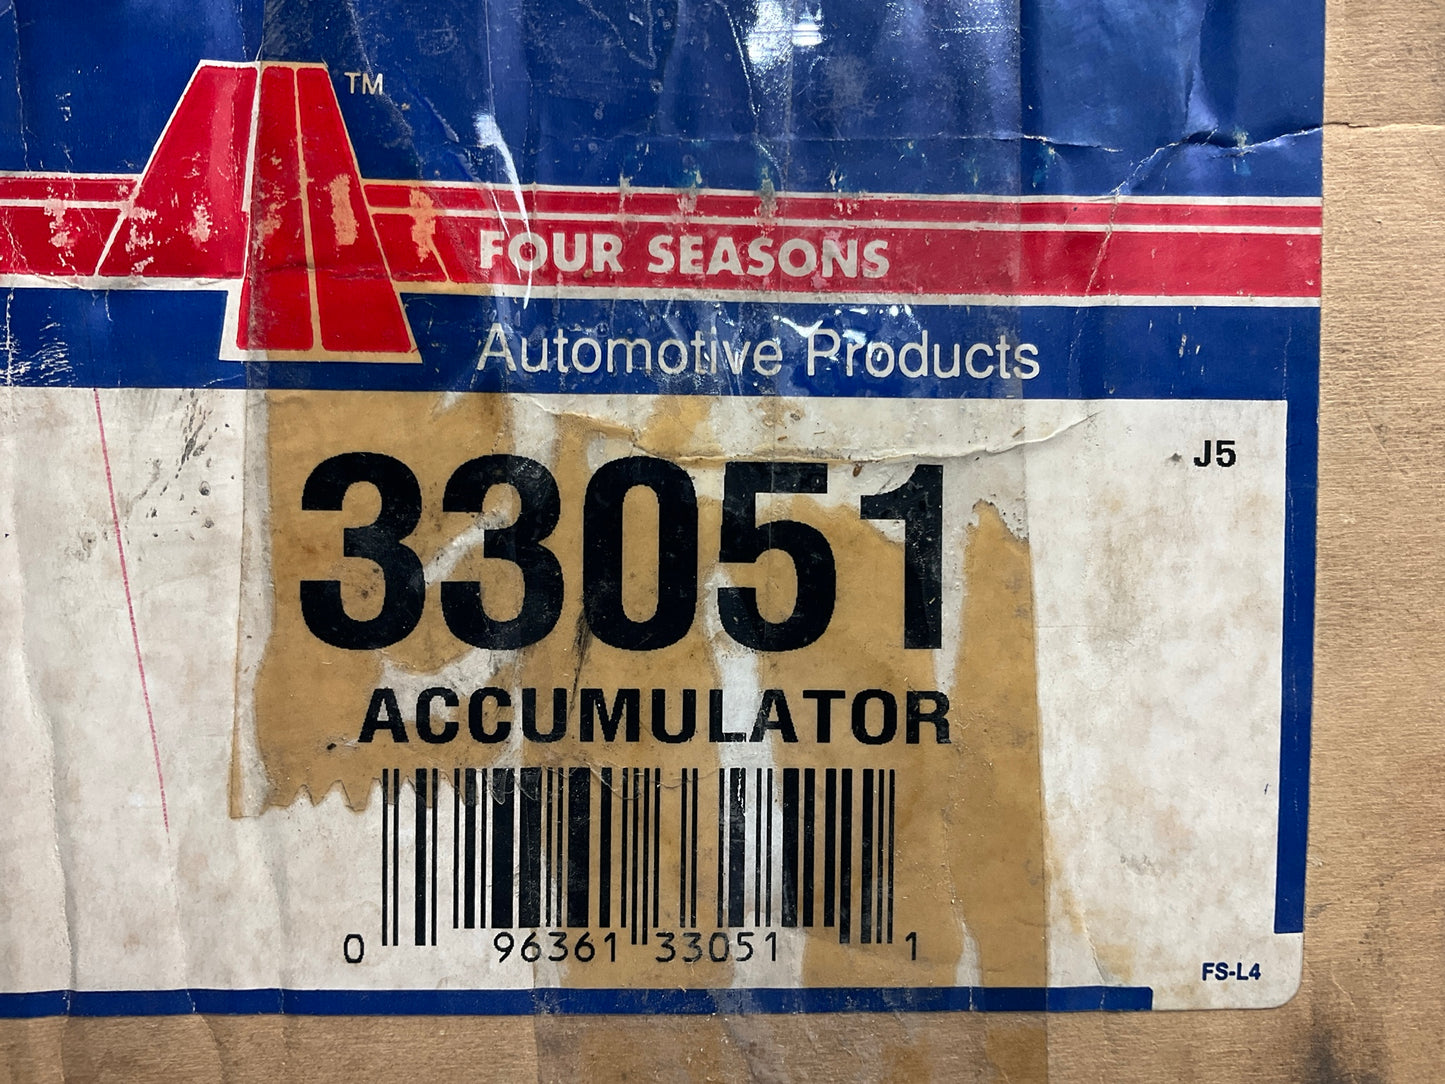 TM
FOUR SEASONS
Automotive Products
J5
33051
ACCUMULATOR
0 96361 33051 1
FS-L4